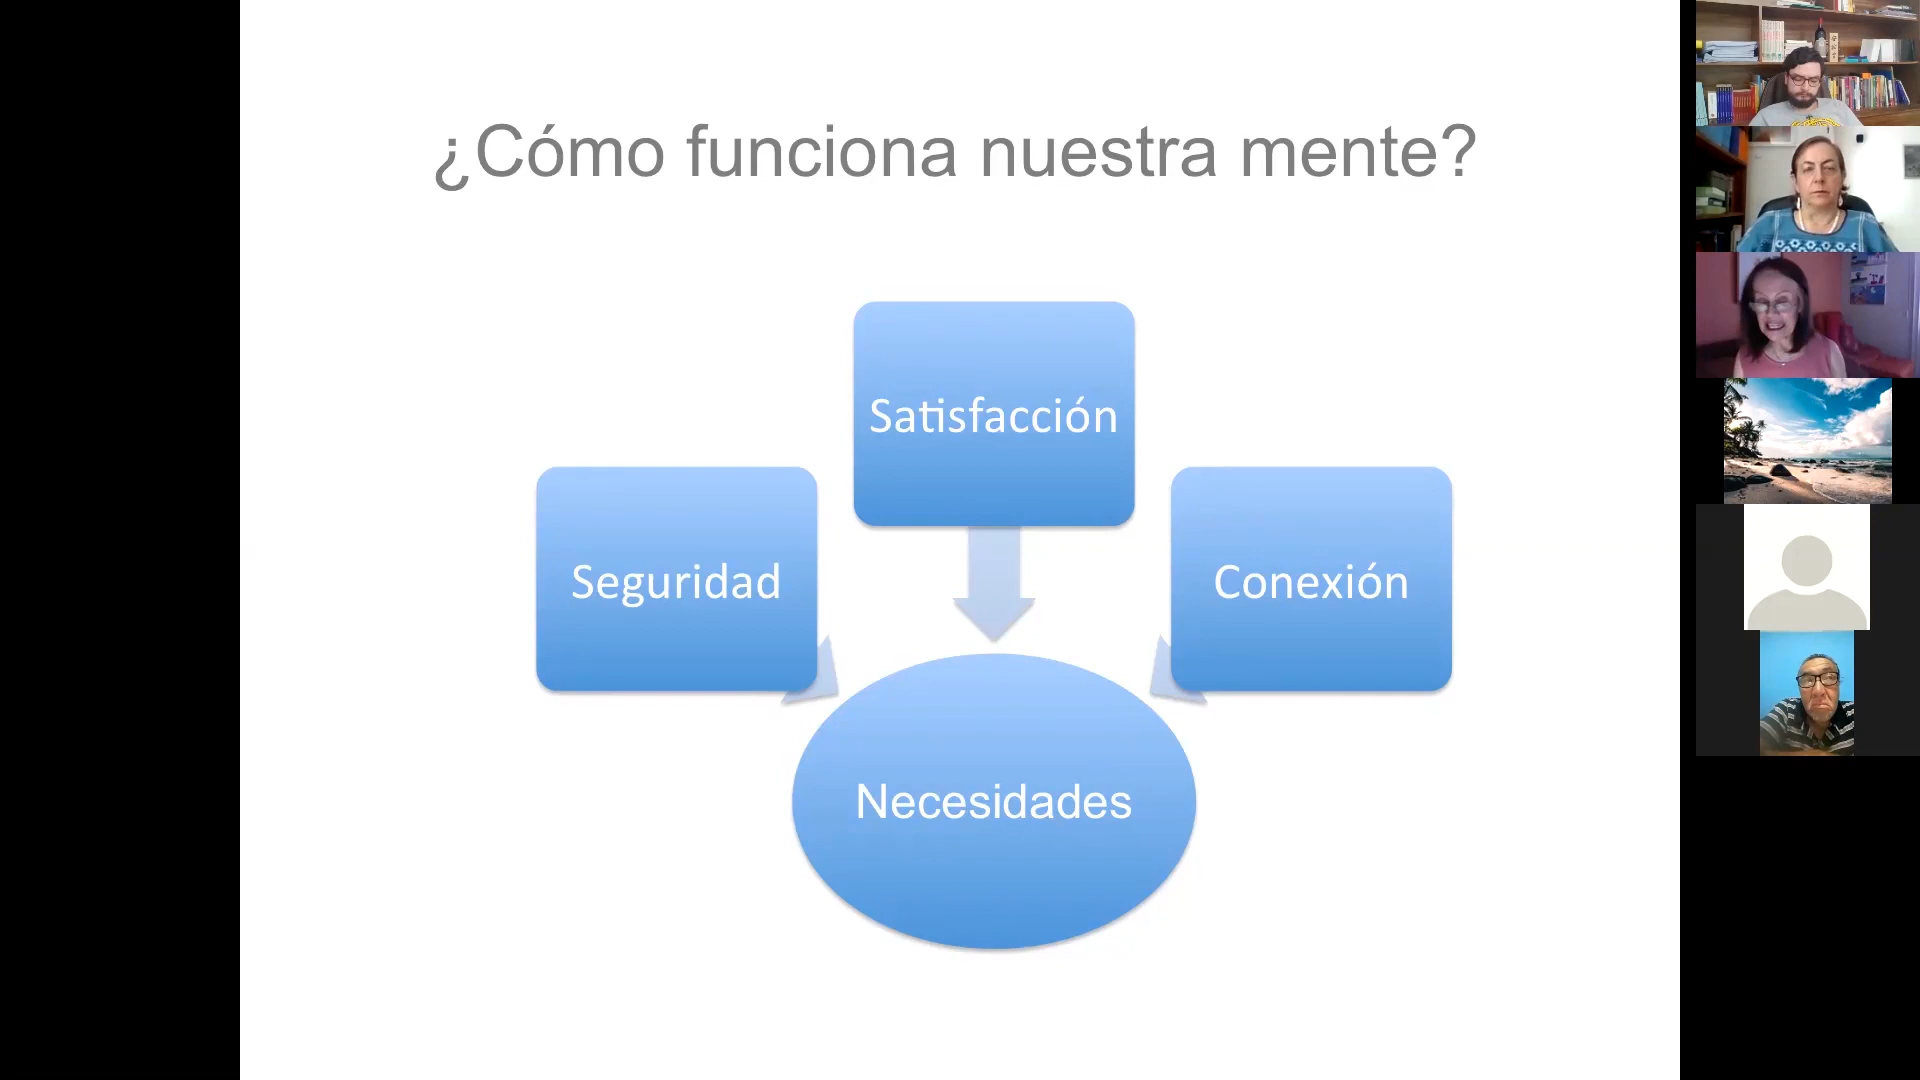 ¿Cómo funciona nuestra mente?
Satisfacción
Seguridad
Conexión
Necesidades